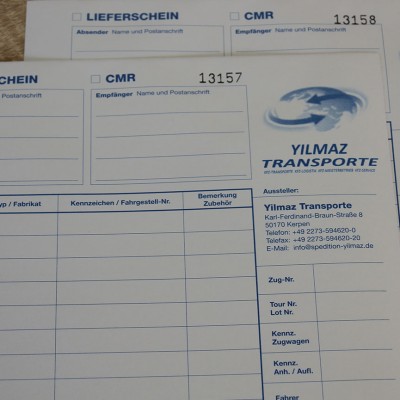 LIEFERSCHEIN CMR 13158
Absender Name und Postanschrift Empfänger Name und Postanschrift
SCHEIN CMR 13157
Postanschrift Empfänger Name und Postanschrift
YILMAZ
TRANSPORTE
Aussteller:
Yilmaz Transporte
Karl-Ferdinand-Braun-Straße 8
50170 Kerpen
Telefon: +49 2273-594620-0
Telefax: +49 2273-594620-20
E-Mail: info@spedition-yilmaz.de
yp / Fabrikat Kennzeichen / Fahrgestell-Nr. Bemerkung
Zubehör
Zug-Nr.
Tour Nr.
Lot Nr.
Kennz.
Zugwagen
Kennz.
Anh. / Aufl.
Fahrer